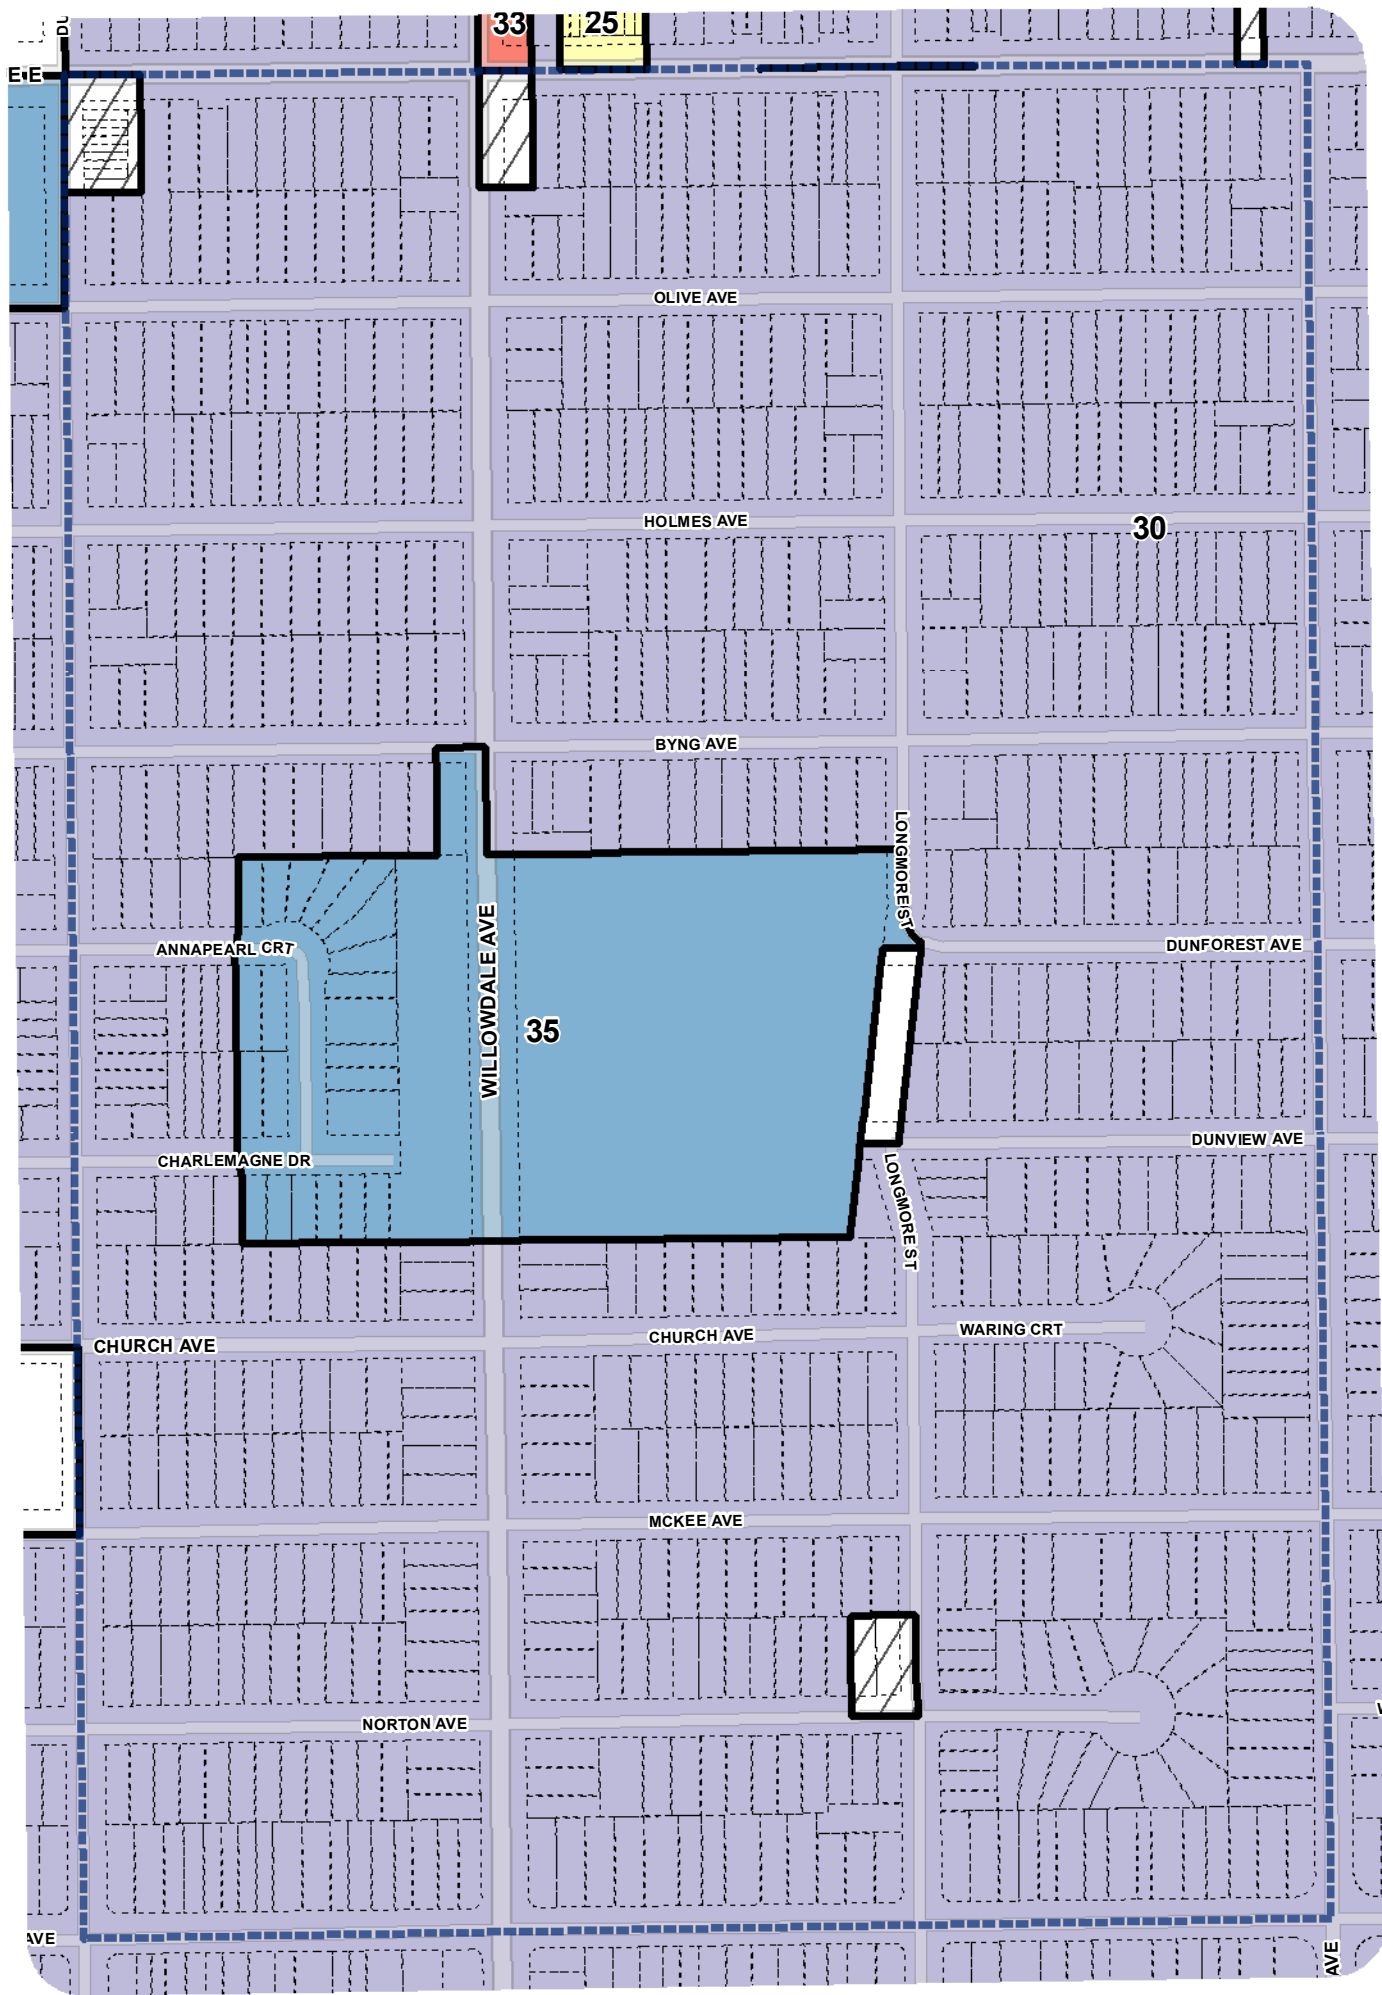 33
25
E E
OLIVE AVE
HOLMES AVE
30
BYNG AVE
LONGMORE ST
ANNAPEARL CRT
WILLOWDALE AVE
DUNFOREST AVE
35
DUNVIEW AVE
CHARLEMAGNE DR
LONGMORE ST
CHURCH AVE
CHURCH AVE
WARING CRT
MCKEE AVE
NORTON AVE
AVE
AVE